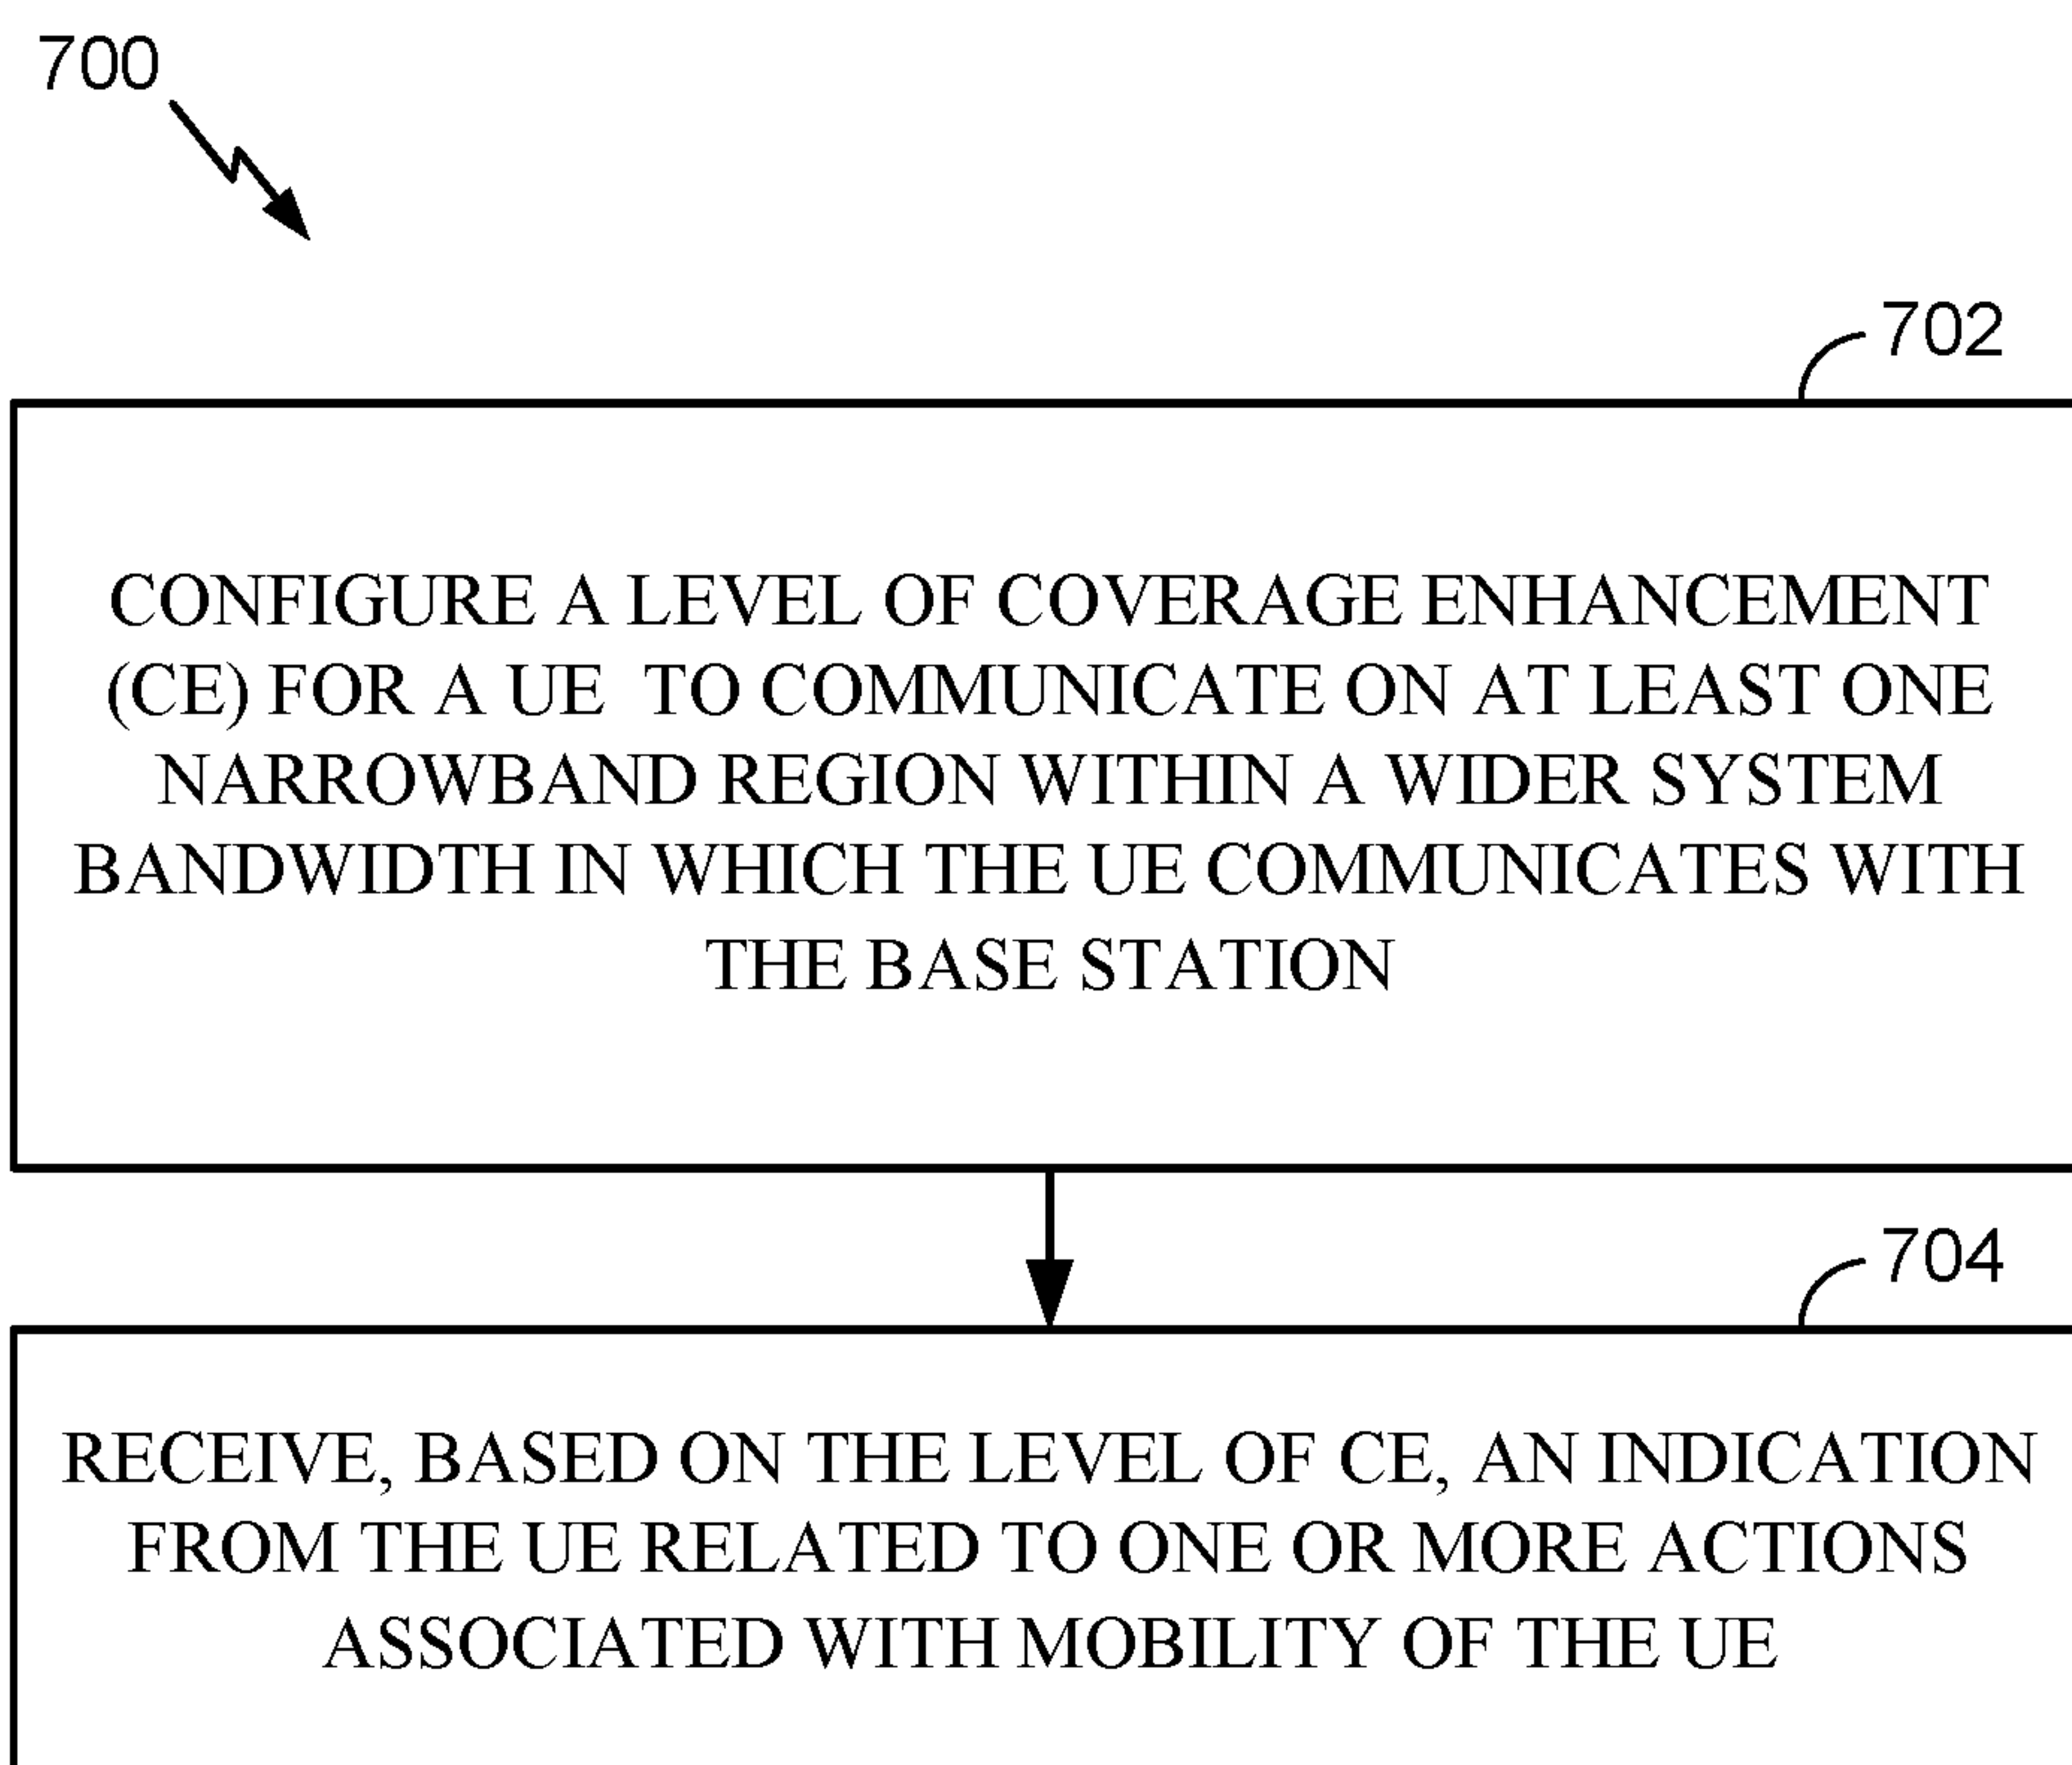 700
702
CONFIGURE A LEVEL OF COVERAGE ENHANCEMENT
(CE) FOR A UE TO COMMUNICATE ON AT LEAST ONE
NARROWBAND REGION WITHIN A WIDER SYSTEM
BANDWIDTH IN WHICH THE UE COMMUNICATES WITH
THE BASE STATION
704
RECEIVE, BASED ON THE LEVEL OF CE, AN INDICATION
FROM THE UE RELATED TO ONE OR MORE ACTIONS
ASSOCIATED WITH MOBILITY OF THE UE